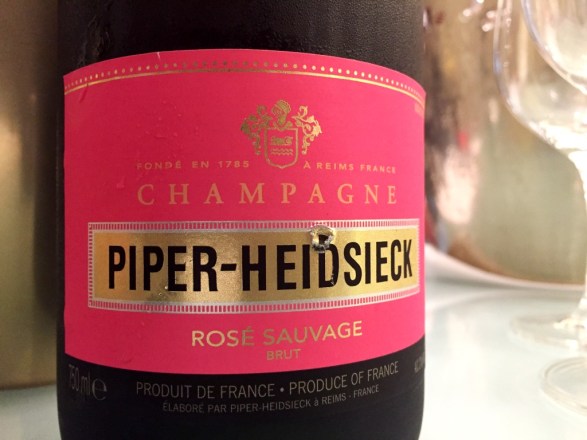 FONDÉ EN 1785 A REIMS FRANCE
CHAMPAGNE
PIPER-HEIDSIECK
ROSÉ SAUVAGE
BRUT
750 ml e
PRODUIT DE FRANCE • PRODUCE OF FRANCE
ÉLABORÉ PAR PIPER-HEIDSIECK à REIMS - FRANCE